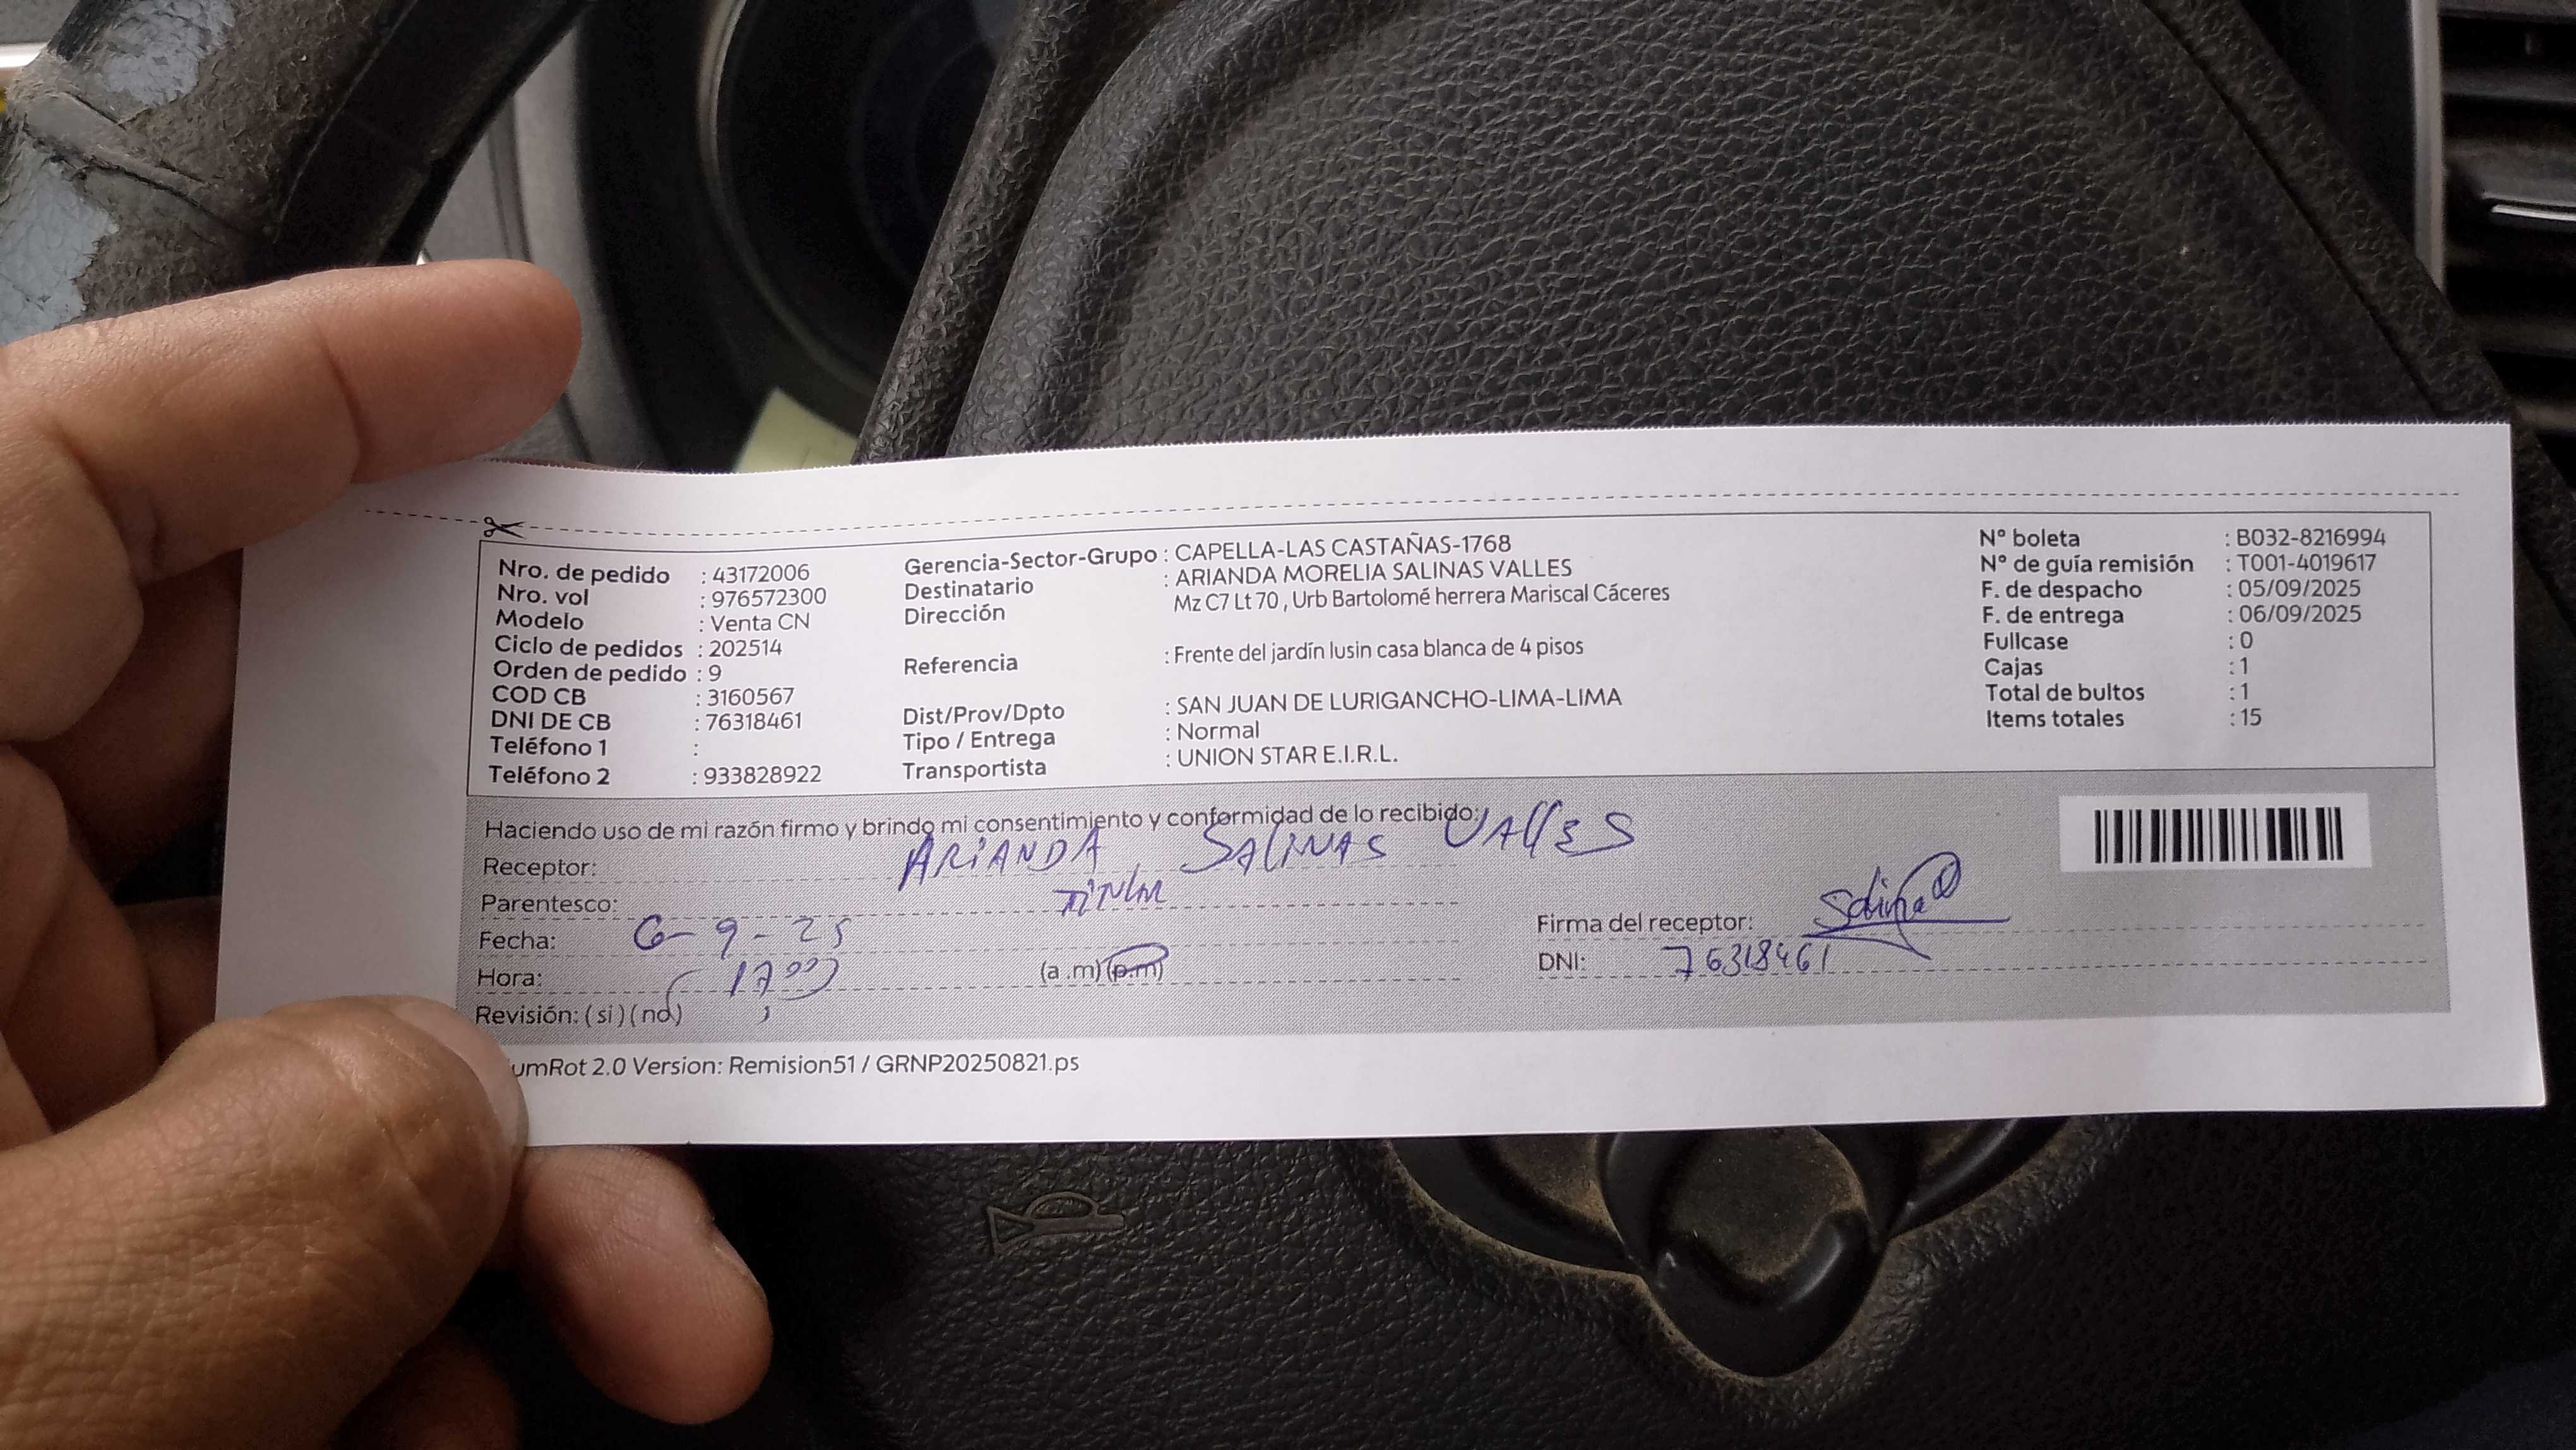 Nro. de pedido : 43172006
Nro. vol : 976572300
Modelo : Venta CN
Ciclo de pedidos : 202514
Orden de pedido : 9
COD CB : 3160567
DNI DE CB : 76318461
Teléfono 1 :
Teléfono 2 : 933828922
Gerencia-Sector-Grupo : CAPELLA-LAS CASTAÑAS-1768
Destinatario : ARIANDA MORELIA SALINAS VALLES
Dirección Mz C7 Lt 70 , Urb Bartolomé herrera Mariscal Cáceres
Referencia : Frente del jardín lusin casa blanca de 4 pisos
Dist/Prov/Dpto : SAN JUAN DE LURIGANCHO-LIMA-LIMA
Tipo / Entrega : Normal
Transportista : UNION STAR E.I.R.L.
N° boleta : B032-8216994
N° de guía remisión : T001-4019617
F. de despacho : 05/09/2025
F. de entrega : 06/09/2025
Fullcase : 0
Cajas : 1
Total de bultos : 1
Items totales : 15
Haciendo uso de mi razón firmo y brindo mi consentimiento y conformidad de lo recibido:
Receptor: ARIANDA SALINAS VALLES
Parentesco:
Fecha: 6-9-25
Hora: 17 00 (a .m) (p.m)
Revisión: ( si ) ( no )
Firma del receptor:
DNI: 76318461
umRot 2.0 Version: Remision51 / GRNP20250821.ps